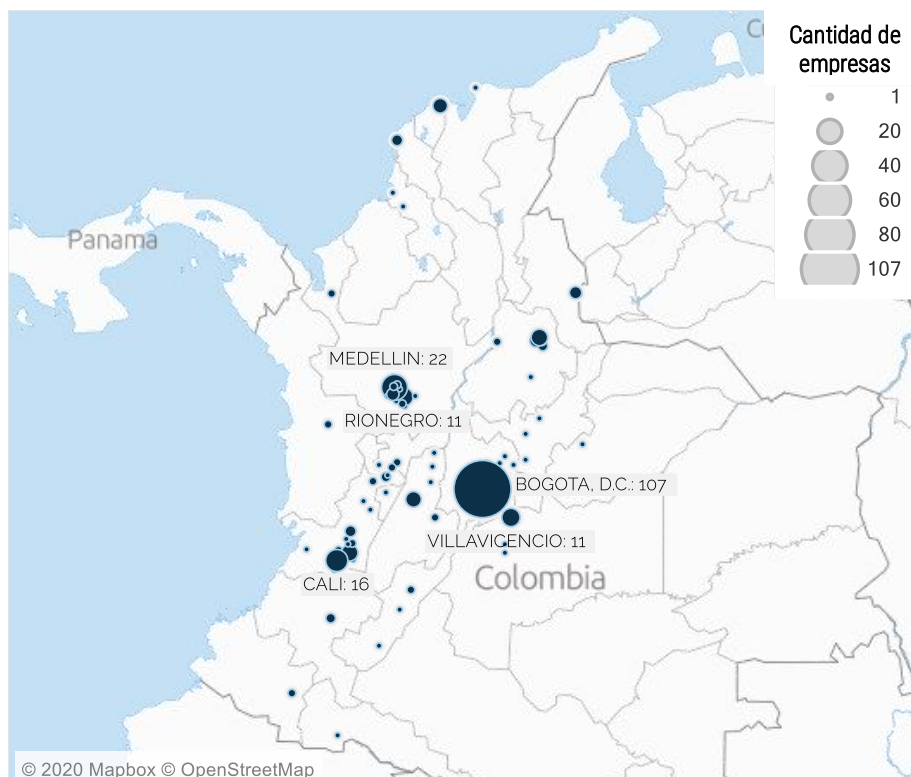 Cantidad de
empresas
1
20
40
60
80
107
Panama
MEDELLIN: 22
RIONEGRO: 11
BOGOTA, D.C.: 107
VILLAVICENCIO: 11
Colombia
CALI: 16
© 2020 Mapbox © OpenStreetMap